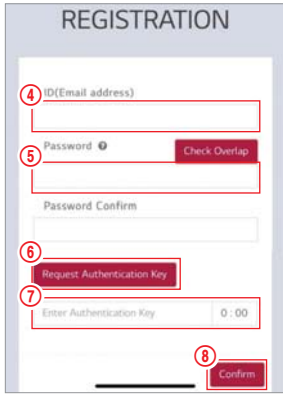 REGISTRATION
④ ID(Email address)
Password ?
Check Overlap
⑤
Password Confirm
⑥
Request Authentication Key
⑦
Enter Authentication Key 0 : 00
⑧
Confirm